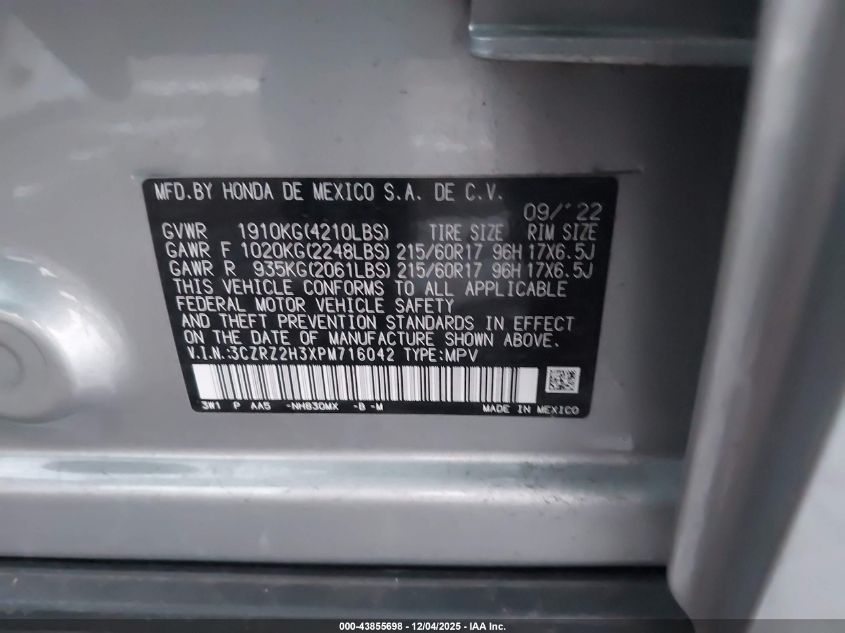 MFD.BY HONDA DE MEXICO S.A. DE C.V.
09/'22
GVWR 1910KG(4210LBS) TIRE SIZE RIM SIZE
GAWR F 1020KG(2248LBS) 215/60R17 96H 17X6.5J
GAWR R 935KG(2061LBS) 215/60R17 96H 17X6.5J
THIS VEHICLE CONFORMS TO ALL APPLICABLE
FEDERAL MOTOR VEHICLE SAFETY
AND THEFT PREVENTION STANDARDS IN EFFECT
ON THE DATE OF MANUFACTURE SHOWN ABOVE.
V.I.N.:3CZRZ2H3XPM716042 TYPE:MPV
3W1 P AA5 -NH830MX -B -M MADE IN MEXICO
000-43855698 - 12/04/2025 - IAA Inc.